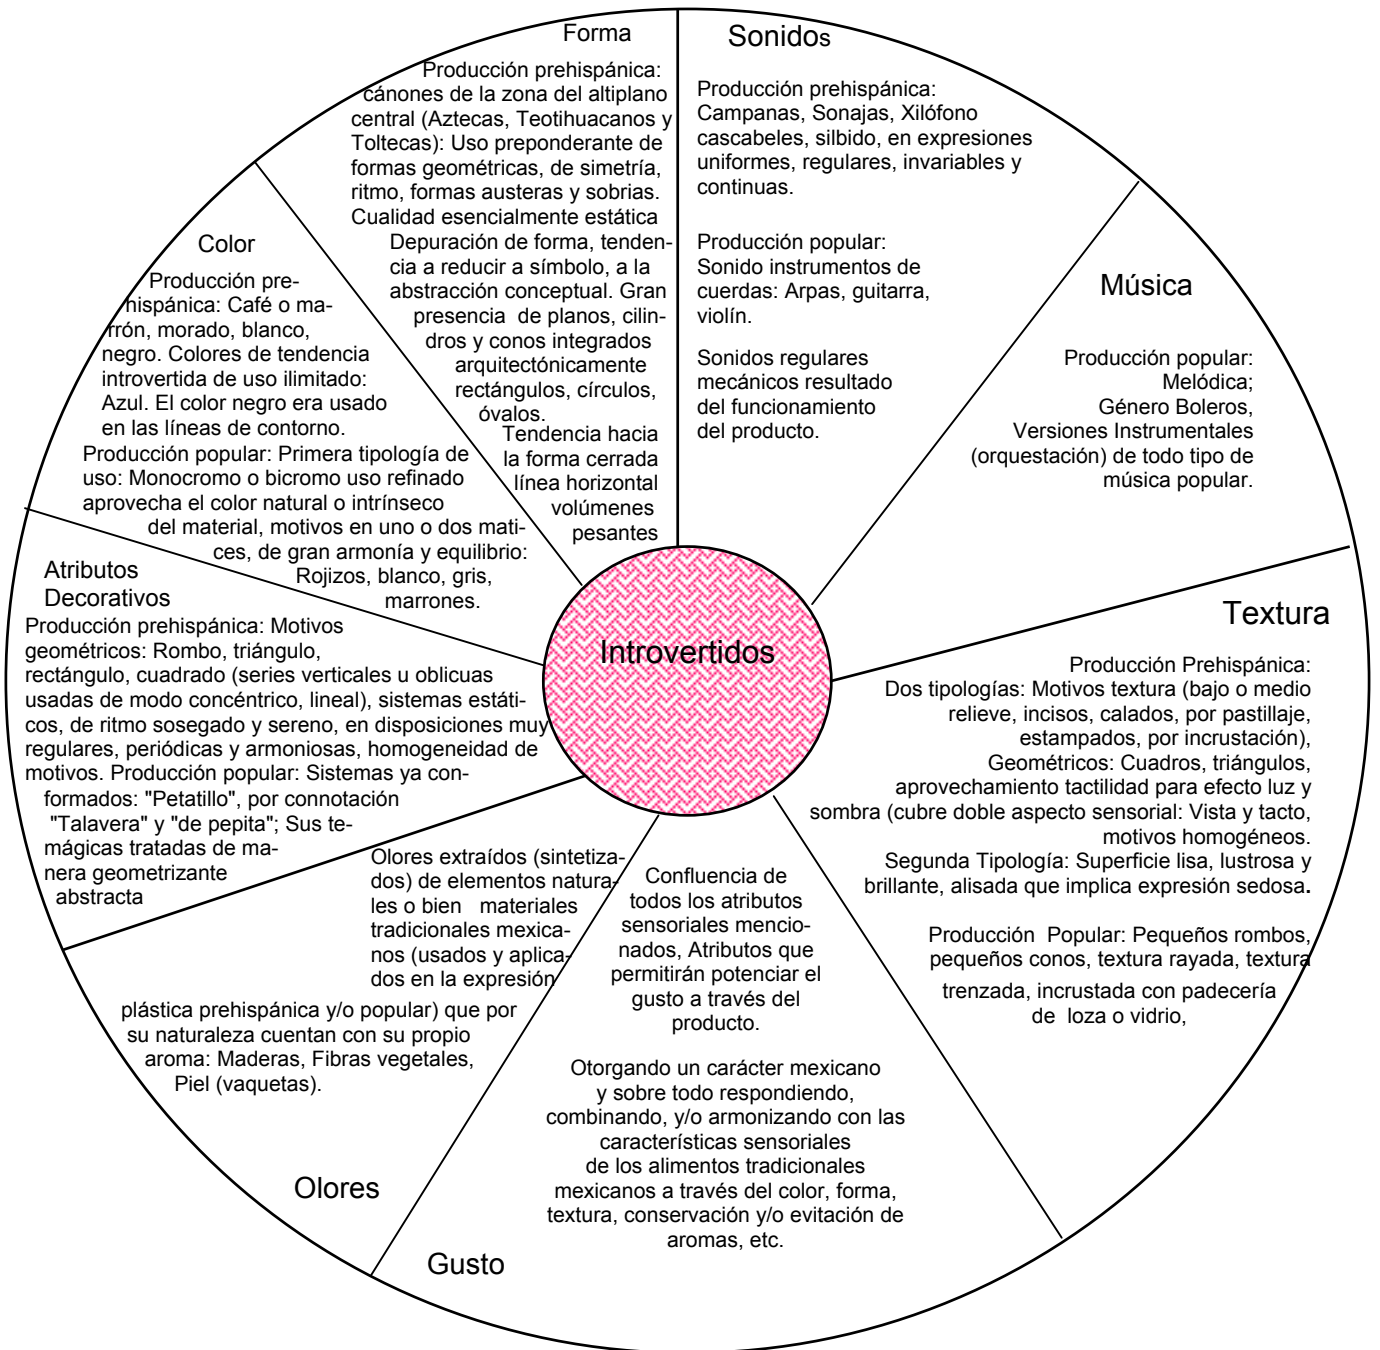 Forma
Producción prehispánica:
cánones de la zona del altiplano
central (Aztecas, Teotihuacanos y
Toltecas): Uso preponderante de
formas geométricas, de simetría,
ritmo, formas austeras y sobrias.
Cualidad esencialmente estática
Depuración de forma, tenden-
cia a reducir a símbolo, a la
abstracción conceptual. Gran
presencia de planos, cilin-
dros y conos integrados
arquitectónicamente
rectángulos, círculos,
óvalos.
Tendencia hacia
la forma cerrada
línea horizontal
volúmenes
pesantes
Sonidos
Producción prehispánica:
Campanas, Sonajas, Xilófono
cascabeles, silbido, en expresiones
uniformes, regulares, invariables y
continuas.
Producción popular:
Sonido instrumentos de
cuerdas: Arpas, guitarra,
violín.
Sonidos regulares
mecánicos resultado
del funcionamiento
del producto.
Música
Producción popular:
Melódica;
Género Boleros,
Versiones Instrumentales
(orquestación) de todo tipo de
música popular.
Textura
Producción Prehispánica:
Dos tipologías: Motivos textura (bajo o medio
relieve, incisos, calados, por pastillaje,
estampados, por incrustación),
Geométricos: Cuadros, triángulos,
aprovechamiento tactilidad para efecto luz y
sombra (cubre doble aspecto sensorial: Vista y tacto,
motivos homogéneos.
Segunda Tipología: Superficie lisa, lustrosa y
brillante, alisada que implica expresión sedosa.
Producción Popular: Pequeños rombos,
pequeños conos, textura rayada, textura
trenzada, incrustada con padecería
de loza o vidrio,
Confluencia de
todos los atributos
sensoriales mencio-
nados, Atributos que
permitirán potenciar el
gusto a través del
producto.
Otorgando un carácter mexicano
y sobre todo respondiendo,
combinando, y/o armonizando con las
características sensoriales
de los alimentos tradicionales
mexicanos a través del color, forma,
textura, conservación y/o evitación de
aromas, etc.
Gusto
Olores extraídos (sintetiza-
dos) de elementos natura-
les o bien materiales
tradicionales mexica-
nos (usados y aplica-
dos en la expresión
plástica prehispánica y/o popular) que por
su naturaleza cuentan con su propio
aroma: Maderas, Fibras vegetales,
Piel (vaquetas).
Olores
Atributos
Decorativos
Producción prehispánica: Motivos
geométricos: Rombo, triángulo,
rectángulo, cuadrado (series verticales u oblicuas
usadas de modo concéntrico, lineal), sistemas estáti-
cos, de ritmo sosegado y sereno, en disposiciones muy
regulares, periódicas y armoniosas, homogeneidad de
motivos. Producción popular: Sistemas ya con-
formados: "Petatillo", por connotación
"Talavera" y "de pepita"; Sus te-
mágicas tratadas de ma-
nera geometrizante
abstracta
Color
Producción pre-
hispánica: Café o ma-
rrón, morado, blanco,
negro. Colores de tendencia
introvertida de uso ilimitado:
Azul. El color negro era usado
en las líneas de contorno.
Producción popular: Primera tipología de
uso: Monocromo o bicromo uso refinado
aprovecha el color natural o intrínseco
del material, motivos en uno o dos mati-
ces, de gran armonía y equilibrio:
Rojizos, blanco, gris,
marrones.
Introvertidos